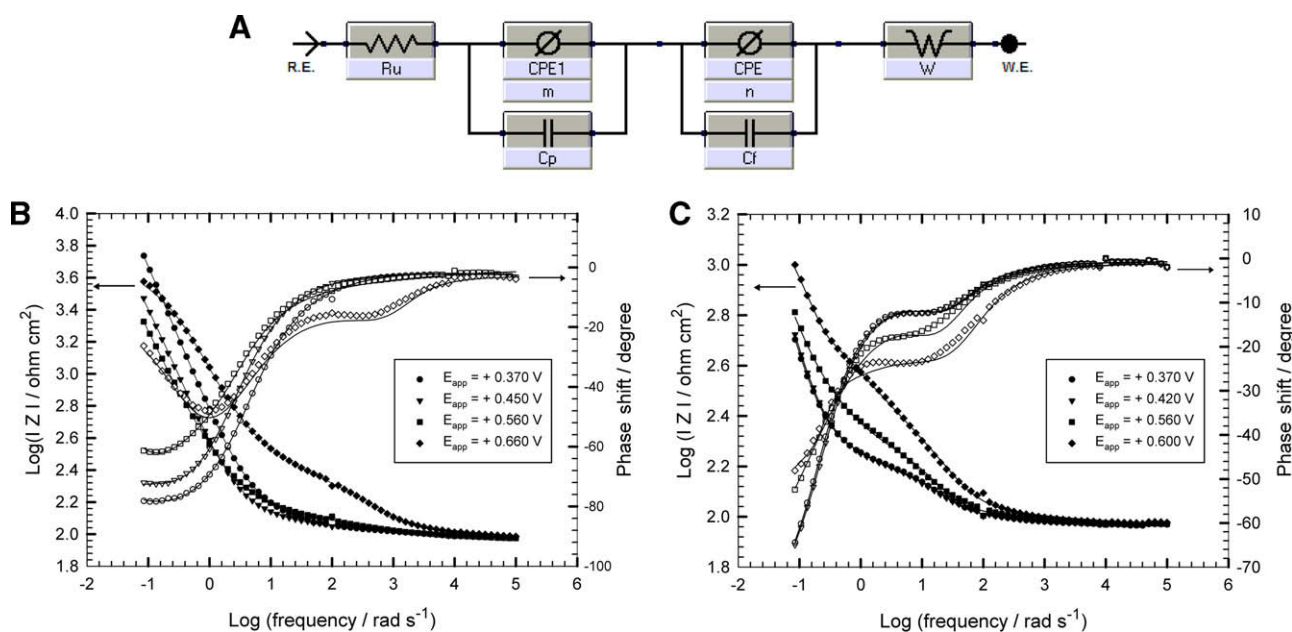 A
R.E.
Ru
CPE1
m
Cp
CPE
n
Cf
W
W.E.
B
4.0
3.8
3.6
3.4
3.2
3.0
2.8
2.6
2.4
2.2
2.0
1.8
Log(I Z I / ohm cm2)
-2
-1
0
1
2
3
4
5
6
Log (frequency / rad s-1)
0
-20
-40
-60
-80
-100
Phase shift / degree
Eapp = + 0.370 V
Eapp = + 0.450 V
Eapp = + 0.560 V
Eapp = + 0.660 V
C
3.2
3.0
2.8
2.6
2.4
2.2
2.0
1.8
Log (I Z I / ohm cm2)
-2
-1
0
1
2
3
4
5
6
Log (frequency / rad s-1)
10
0
-10
-20
-30
-40
-50
-60
-70
Phase shift / degree
Eapp = + 0.370 V
Eapp = + 0.420 V
Eapp = + 0.560 V
Eapp = + 0.600 V